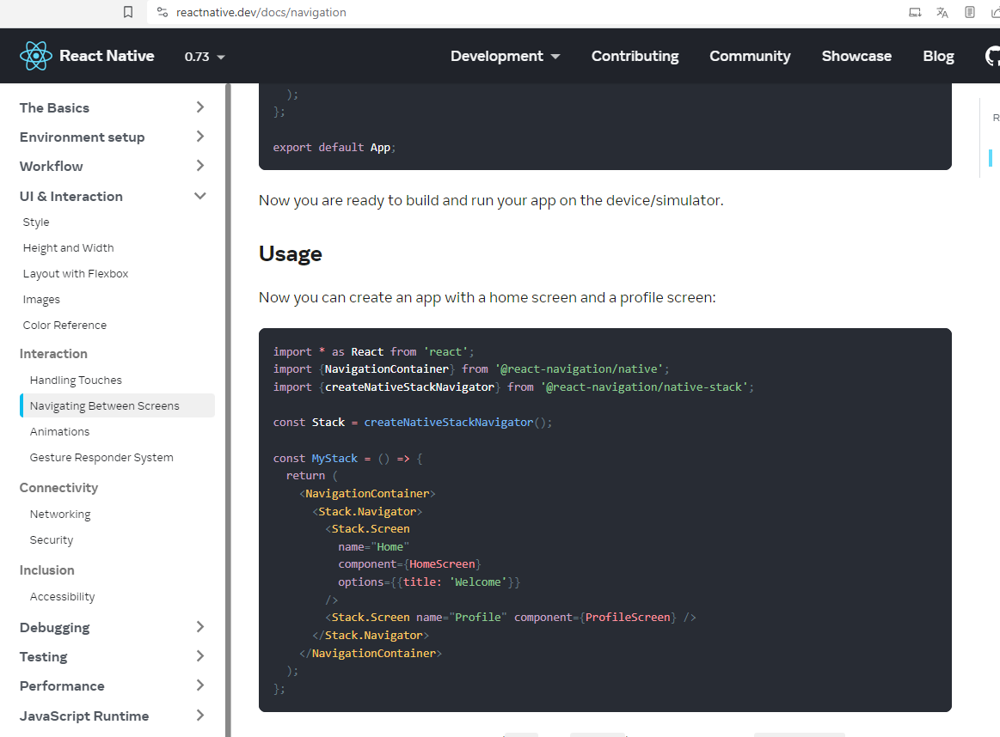 reactnative.dev/docs/navigation
React Native 0.73 Development Contributing Community Showcase Blog
The Basics
Environment setup
Workflow
UI & Interaction
Style
Height and Width
Layout with Flexbox
Images
Color Reference
Interaction
Handling Touches
Navigating Between Screens
Animations
Gesture Responder System
Connectivity
Networking
Security
Inclusion
Accessibility
Debugging
Testing
Performance
JavaScript Runtime
);
};
export default App;
Now you are ready to build and run your app on the device/simulator.
Usage
Now you can create an app with a home screen and a profile screen:
import * as React from 'react';
import {NavigationContainer} from '@react-navigation/native';
import {createNativeStackNavigator} from '@react-navigation/native-stack';
const Stack = createNativeStackNavigator();
const MyStack = () => {
return (
<NavigationContainer>
<Stack.Navigator>
<Stack.Screen
name="Home"
component={HomeScreen}
options={{title: 'Welcome'}}
/>
<Stack.Screen name="Profile" component={ProfileScreen} />
</Stack.Navigator>
</NavigationContainer>
);
};
R